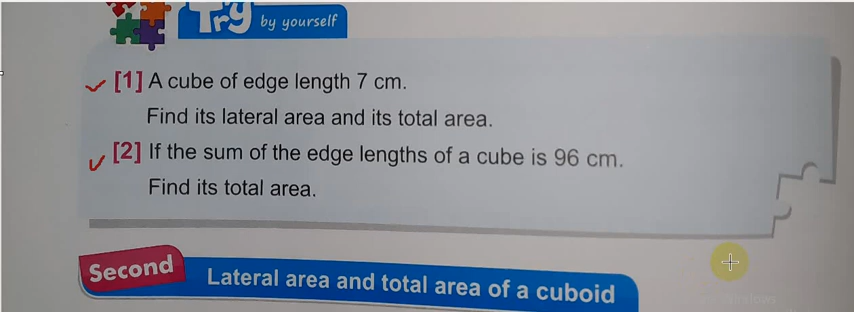 Try by yourself
[1] A cube of edge length 7 cm.
Find its lateral area and its total area.
[2] If the sum of the edge lengths of a cube is 96 cm.
Find its total area.
Second
Lateral area and total area of a cuboid